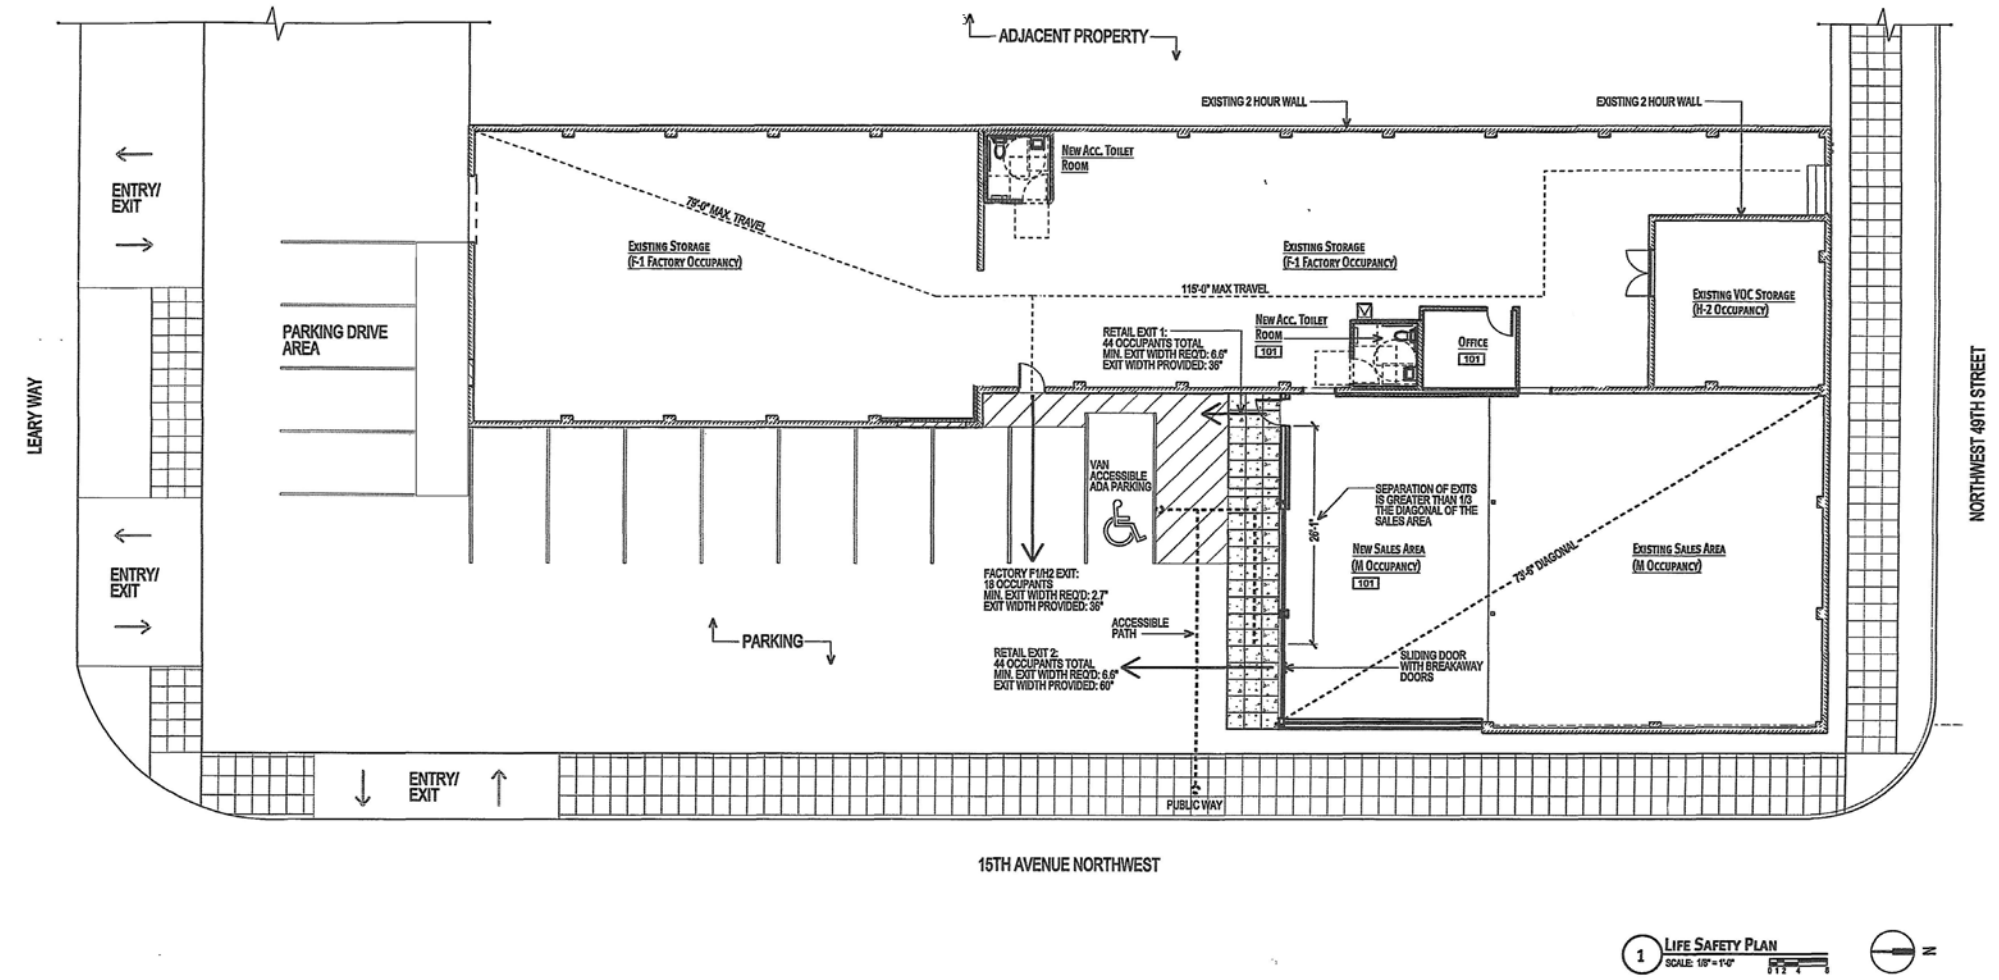 ADJACENT PROPERTY
EXISTING 2 HOUR WALL
EXISTING 2 HOUR WALL
NEW ACC. TOILET
ROOM
ENTRY/
EXIT
79'-0" MAX. TRAVEL
EXISTING STORAGE
(F-1 FACTORY OCCUPANCY)
EXISTING STORAGE
(F-1 FACTORY OCCUPANCY)
115'-0" MAX TRAVEL
EXISTING VOC STORAGE
(H-2 OCCUPANCY)
PARKING DRIVE
AREA
RETAIL EXIT 1:
44 OCCUPANTS TOTAL
MIN. EXIT WIDTH REQ'D: 6.6"
EXIT WIDTH PROVIDED: 36"
NEW ACC. TOILET
ROOM
101
OFFICE
101
LEARY WAY
NORTHWEST 49TH STREET
VAN
ACCESSIBLE
ADA PARKING
SEPARATION OF EXITS
IS GREATER THAN 1/3
THE DIAGONAL OF THE
SALES AREA
26'-1"
NEW SALES AREA
(M OCCUPANCY)
101
73'-6" DIAGONAL
EXISTING SALES AREA
(M OCCUPANCY)
ENTRY/
EXIT
FACTORY F1/H2 EXIT:
18 OCCUPANTS
MIN. EXIT WIDTH REQ'D: 2.7"
EXIT WIDTH PROVIDED: 36"
ACCESSIBLE
PATH
PARKING
RETAIL EXIT 2:
44 OCCUPANTS TOTAL
MIN. EXIT WIDTH REQ'D: 6.6"
EXIT WIDTH PROVIDED: 60"
SLIDING DOOR
WITH BREAKAWAY
DOORS
ENTRY/
EXIT
PUBLIC WAY
15TH AVENUE NORTHWEST
1
LIFE SAFETY PLAN
SCALE: 1/8" = 1'-0"
0 1 2 4 8
N